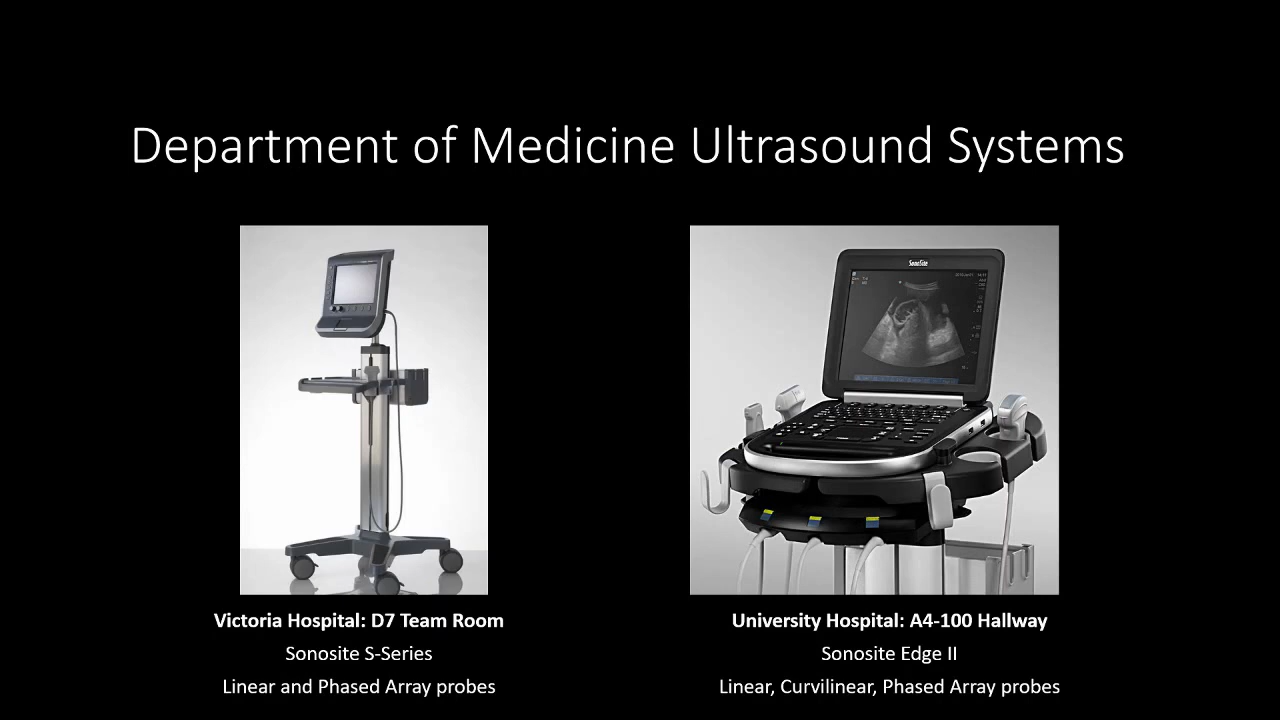 Department of Medicine Ultrasound Systems
SonoSite
Victoria Hospital: D7 Team Room
Sonosite S-Series
Linear and Phased Array probes
University Hospital: A4-100 Hallway
Sonosite Edge II
Linear, Curvilinear, Phased Array probes